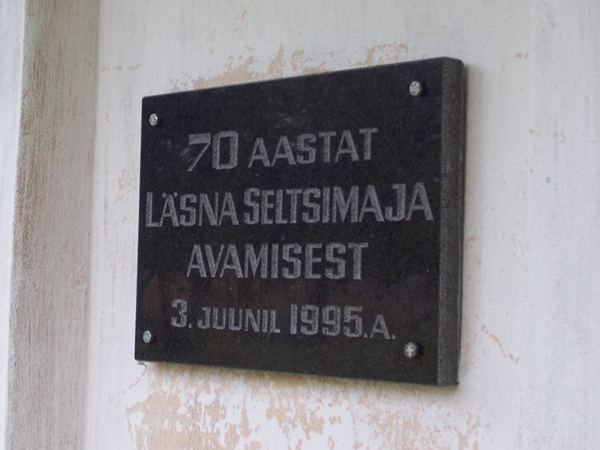 70 AASTAT
LÄSNA SELTSIMAJA
AVAMISEST
3. JUUNIL 1995.A.